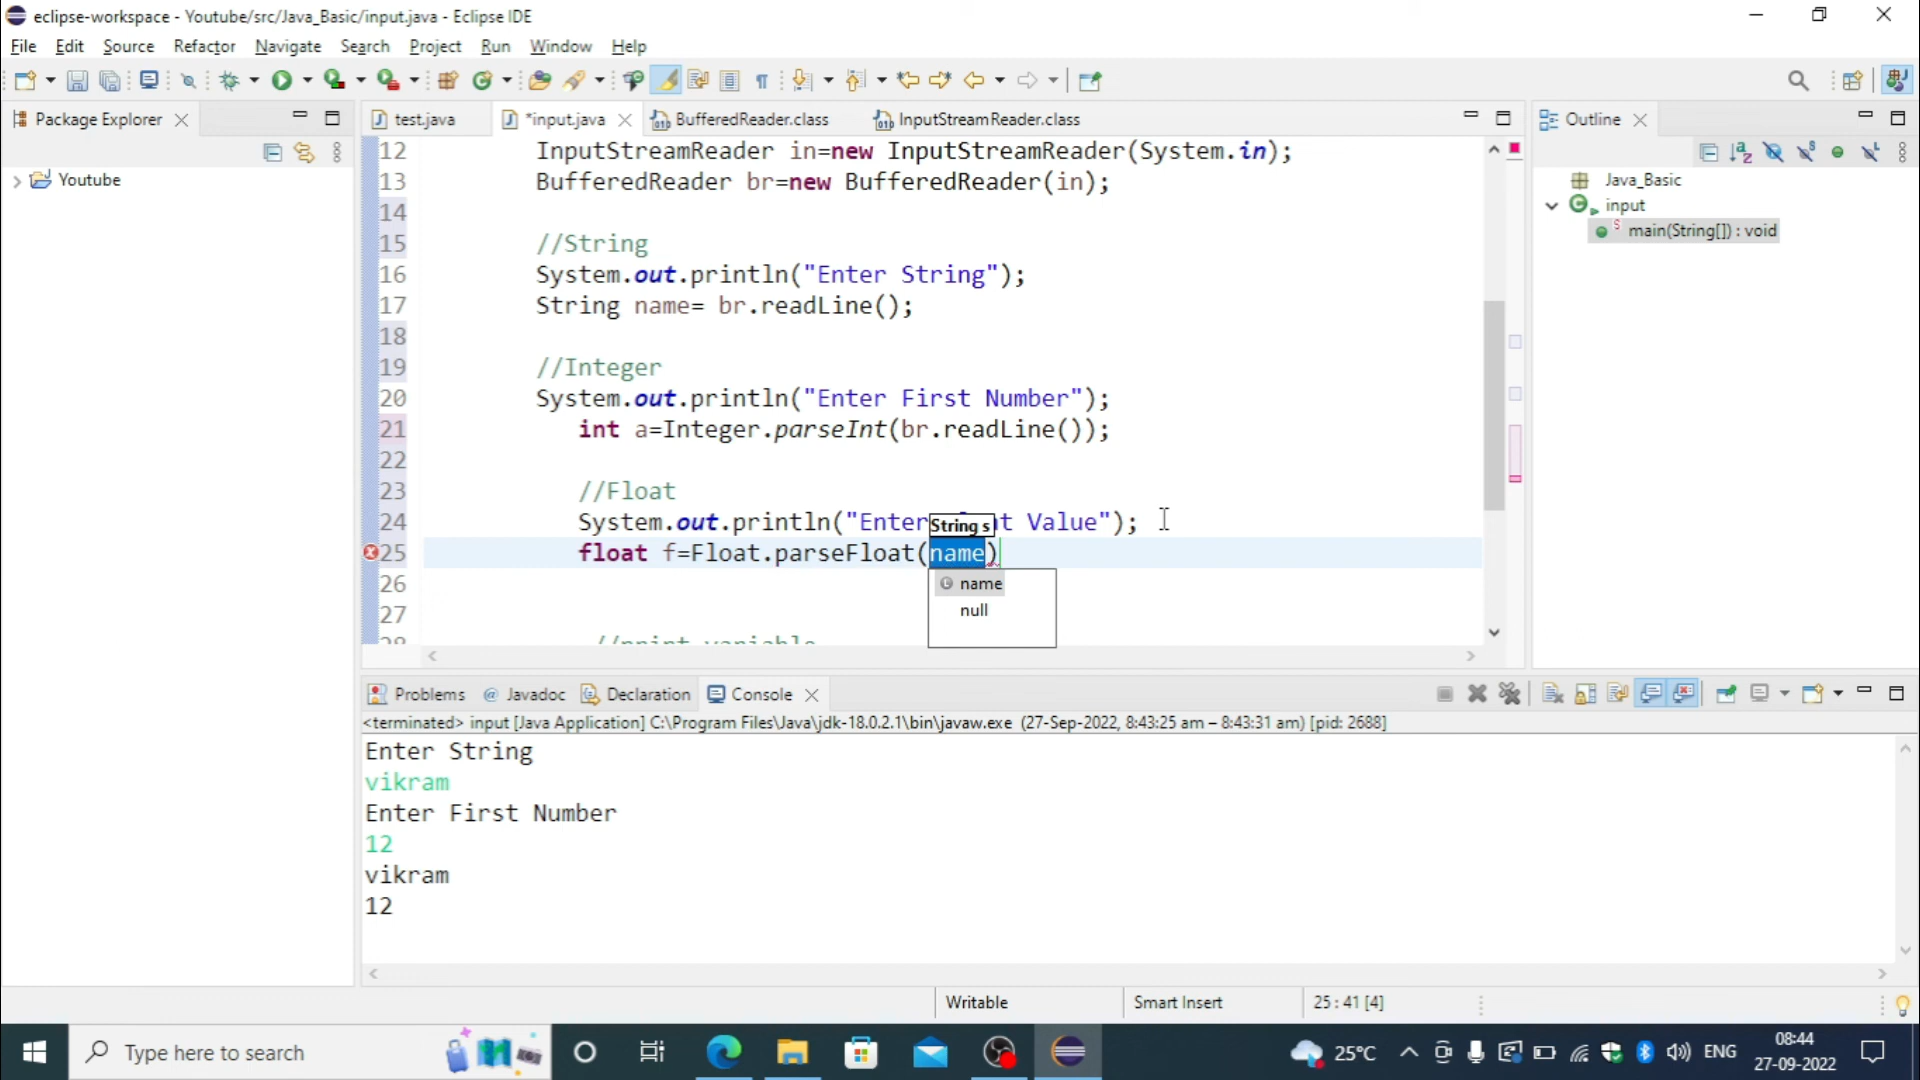 eclipse-workspace - Youtube/src/Java_Basic/input.java - Eclipse IDE
File Edit Source Refactor Navigate Search Project Run Window Help
Package Explorer
Youtube
test.java *input.java BufferedReader.class InputStreamReader.class
12 InputStreamReader in=new InputStreamReader(System.in);
13 BufferedReader br=new BufferedReader(in);
14
15 //String
16 System.out.println("Enter String");
17 String name= br.readLine();
18
19 //Integer
20 System.out.println("Enter First Number");
21 int a=Integer.parseInt(br.readLine());
22
23 //Float
24 System.out.println("Enter t Value");
String s
25 float f=Float.parseFloat(name)
name
null
26
27
28 //print variable
Outline
Java_Basic
input
main(String[]) : void
Problems Javadoc Declaration Console
<terminated> input [Java Application] C:\Program Files\Java\jdk-18.0.2.1\bin\javaw.exe (27-Sep-2022, 8:43:25 am – 8:43:31 am) [pid: 2688]
Enter String
vikram
Enter First Number
12
vikram
12
Writable Smart Insert 25 : 41 [4]
Type here to search
25°C ENG 08:44
27-09-2022